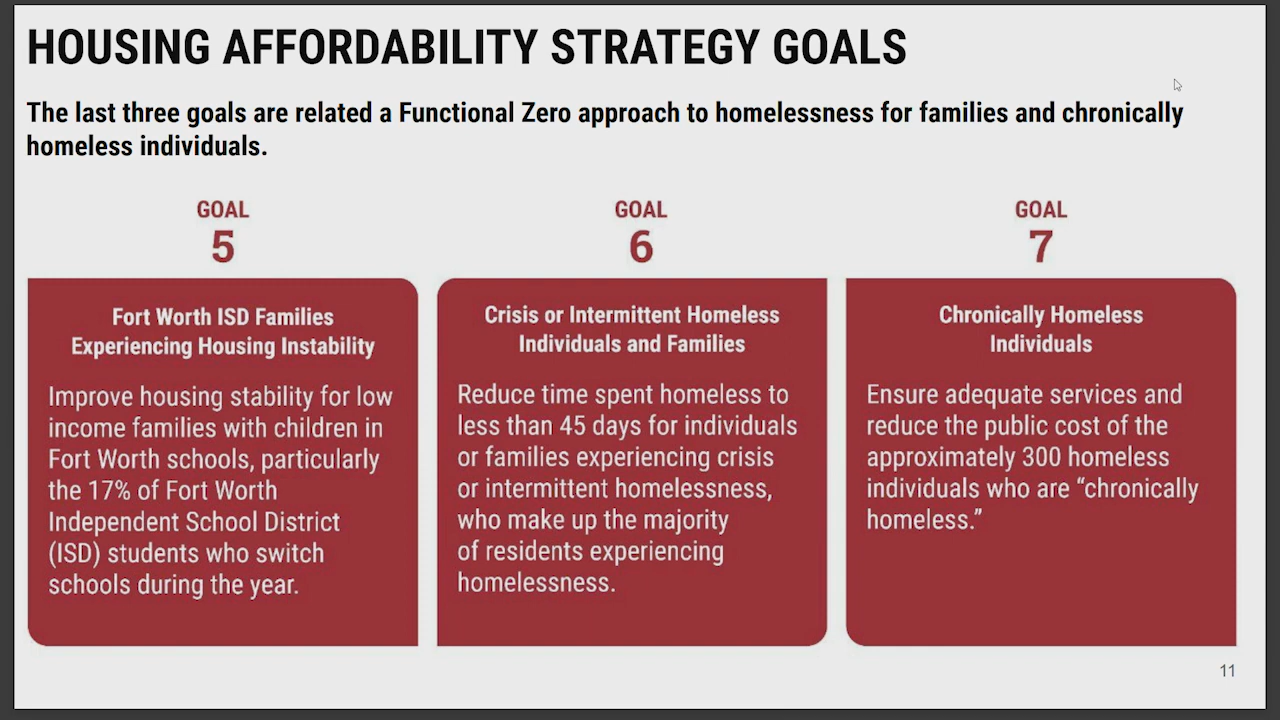 HOUSING AFFORDABILITY STRATEGY GOALS
The last three goals are related a Functional Zero approach to homelessness for families and chronically
homeless individuals.
GOAL
5
Fort Worth ISD Families
Experiencing Housing Instability
Improve housing stability for low
income families with children in
Fort Worth schools, particularly
the 17% of Fort Worth
Independent School District
(ISD) students who switch
schools during the year.
GOAL
6
Crisis or Intermittent Homeless
Individuals and Families
Reduce time spent homeless to
less than 45 days for individuals
or families experiencing crisis
or intermittent homelessness,
who make up the majority
of residents experiencing
homelessness.
GOAL
7
Chronically Homeless
Individuals
Ensure adequate services and
reduce the public cost of the
approximately 300 homeless
individuals who are “chronically
homeless.”
11